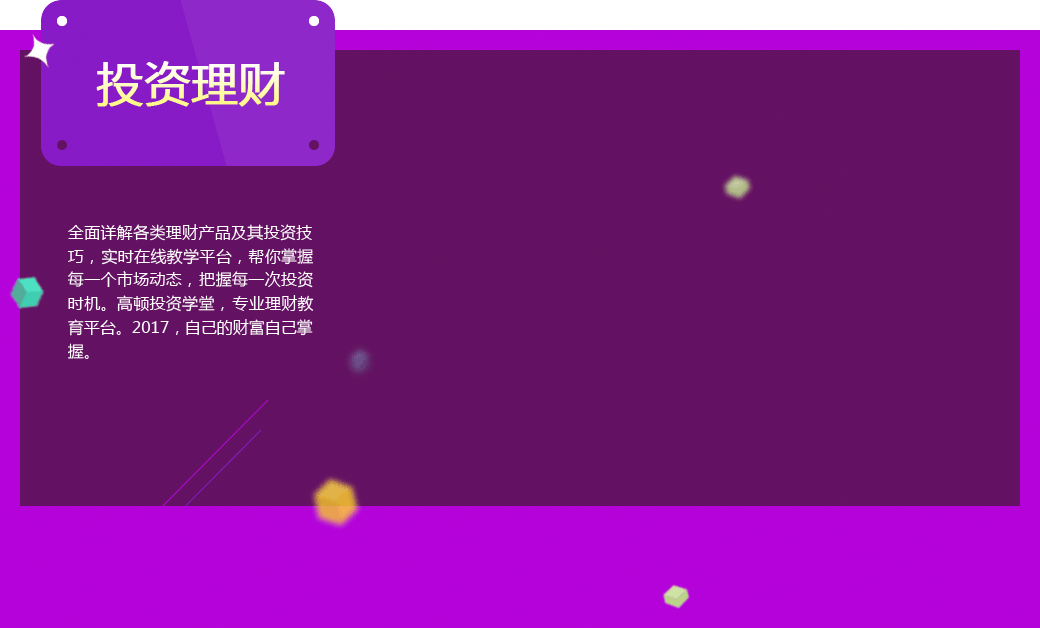 投资理财
全面详解各类理财产品及其投资技
巧，实时在线教学平台，帮你掌握
每一个市场动态，把握每一次投资
时机。高顿投资学堂，专业理财教
育平台。2017，自己的财富自己掌
握。